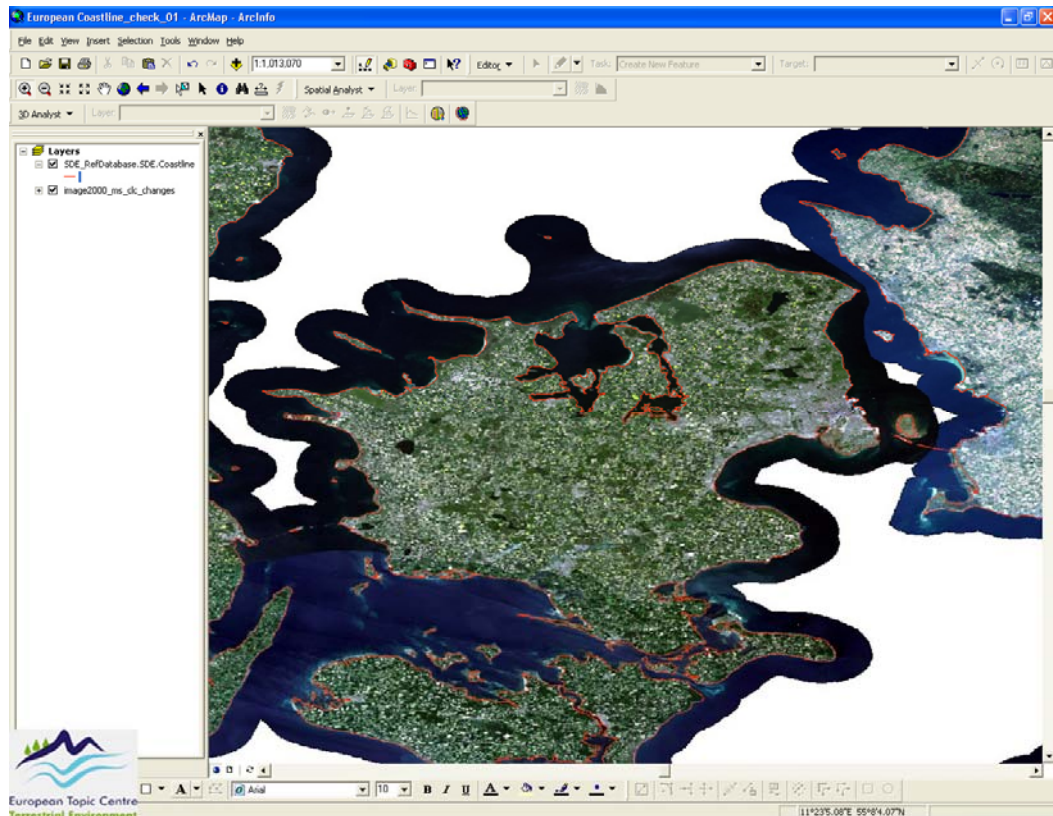 European Coastline_check_01 - ArcMap - ArcInfo
File Edit View Insert Selection Tools Window Help
1:1,013,070 Editor Task: Create New Feature Target:
Spatial Analyst Layer:
3D Analyst Layer:
Layers
SDE_RefDatabase.SDE.Coastline
image2000_ms_clc_changes
A Arial 10 B I U A
European Topic Centre
Terrestrial Environment
11°23'5.08"E 55°8'4.07"N